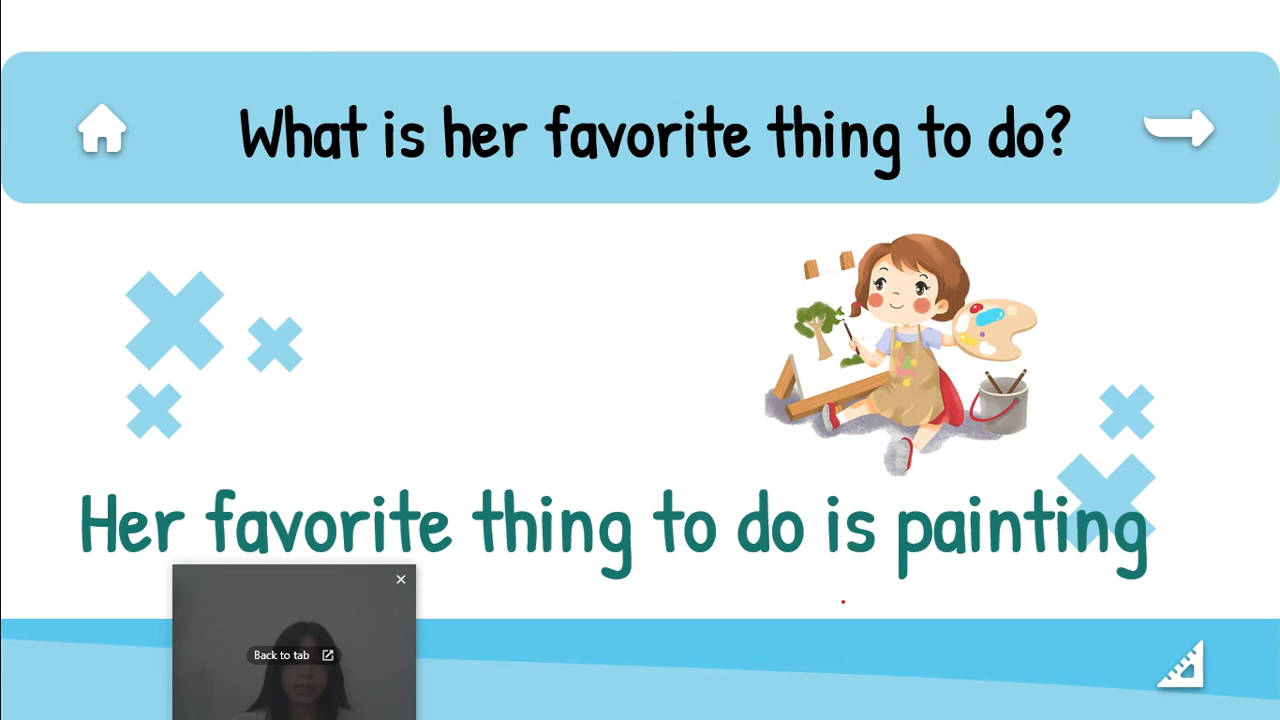 What is her favorite thing to do?
Her favorite thing to do is painting
Back to tab